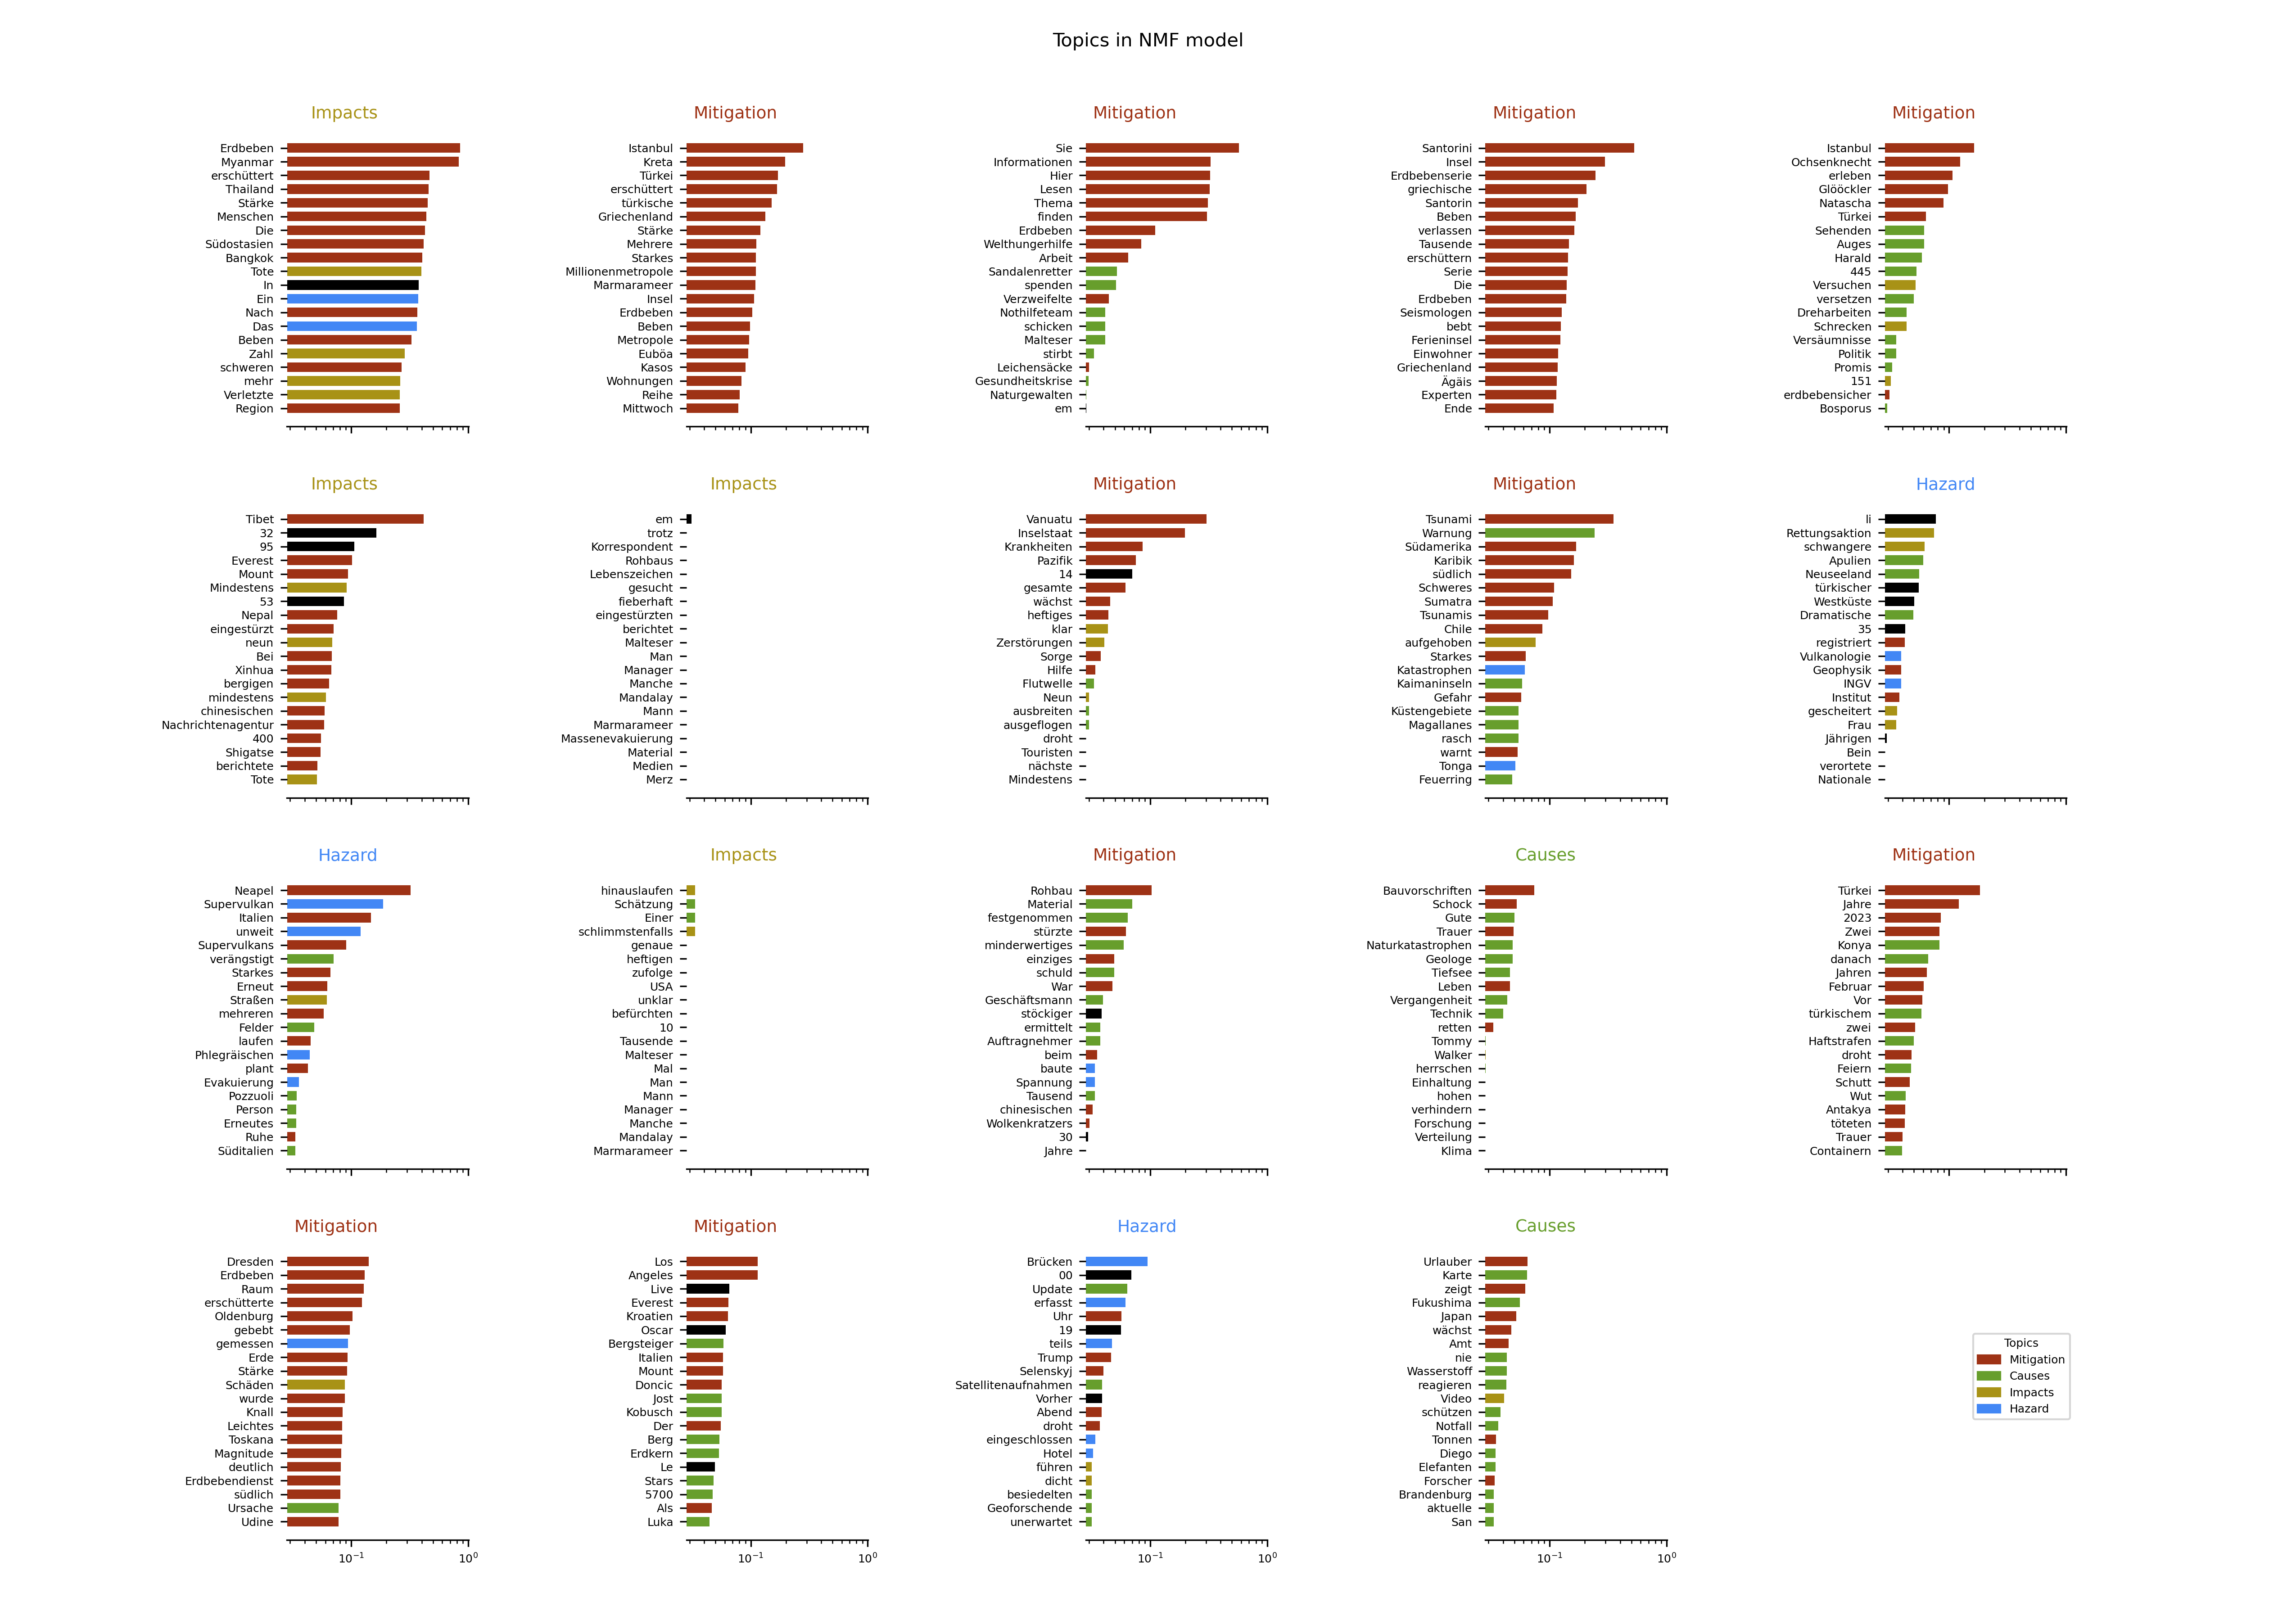 Topics in NMF model
Impacts
Erdbeben
Myanmar
erschüttert
Thailand
Stärke
Menschen
Die
Südostasien
Bangkok
Tote
In
Ein
Nach
Das
Beben
Zahl
schweren
mehr
Verletzte
Region
Mitigation
Istanbul
Kreta
Türkei
erschüttert
türkische
Griechenland
Stärke
Mehrere
Starkes
Millionenmetropole
Marmarameer
Insel
Erdbeben
Beben
Metropole
Euböa
Kasos
Wohnungen
Reihe
Mittwoch
Mitigation
Sie
Informationen
Hier
Lesen
Thema
finden
Erdbeben
Welthungerhilfe
Arbeit
Sandalenretter
spenden
Verzweifelte
Nothilfeteam
schicken
Malteser
stirbt
Leichensäcke
Gesundheitskrise
Naturgewalten
em
Mitigation
Santorini
Insel
Erdbebenserie
griechische
Santorin
Beben
verlassen
Tausende
erschüttern
Serie
Die
Erdbeben
Seismologen
bebt
Ferieninsel
Einwohner
Griechenland
Ägäis
Experten
Ende
Mitigation
Istanbul
Ochsenknecht
erleben
Glööckler
Natascha
Türkei
Sehenden
Auges
Harald
445
Versuchen
versetzen
Dreharbeiten
Schrecken
Versäumnisse
Politik
Promis
151
erdbebensicher
Bosporus
Impacts
Tibet
32
95
Everest
Mount
Mindestens
53
Nepal
eingestürzt
neun
Bei
Xinhua
bergigen
mindestens
chinesischen
Nachrichtenagentur
400
Shigatse
berichtete
Tote
Impacts
em
trotz
Korrespondent
Rohbaus
Lebenszeichen
gesucht
fieberhaft
eingestürzten
berichtet
Malteser
Man
Manager
Manche
Mandalay
Mann
Marmarameer
Massenevakuierung
Material
Medien
Merz
Mitigation
Vanuatu
Inselstaat
Krankheiten
Pazifik
14
gesamte
wächst
heftiges
klar
Zerstörungen
Sorge
Hilfe
Flutwelle
Neun
ausbreiten
ausgeflogen
droht
Touristen
nächste
Mindestens
Mitigation
Tsunami
Warnung
Südamerika
Karibik
südlich
Schweres
Sumatra
Tsunamis
Chile
aufgehoben
Starkes
Katastrophen
Kaimaninseln
Gefahr
Küstengebiete
Magallanes
rasch
warnt
Tonga
Feuerring
Hazard
li
Rettungsaktion
schwangere
Apulien
Neuseeland
türkischer
Westküste
Dramatische
35
registriert
Vulkanologie
Geophysik
INGV
Institut
gescheitert
Frau
Jährigen
Bein
verortete
Nationale
Hazard
Neapel
Supervulkan
Italien
unweit
Supervulkans
verängstigt
Starkes
Erneut
Straßen
mehreren
Felder
laufen
Phlegräischen
plant
Evakuierung
Pozzuoli
Person
Erneutes
Ruhe
Süditalien
Impacts
hinauslaufen
Schätzung
Einer
schlimmstenfalls
genaue
heftigen
zufolge
USA
unklar
befürchten
10
Tausende
Malteser
Mal
Man
Mann
Manager
Manche
Mandalay
Marmarameer
Mitigation
Rohbau
Material
festgenommen
stürzte
minderwertiges
einziges
schuld
War
Geschäftsmann
stöckiger
ermittelt
Auftragnehmer
beim
baute
Spannung
Tausend
chinesischen
Wolkenkratzers
30
Jahre
Causes
Bauvorschriften
Schock
Gute
Trauer
Naturkatastrophen
Geologe
Tiefsee
Leben
Vergangenheit
Technik
retten
Tommy
Walker
herrschen
Einhaltung
hohen
verhindern
Forschung
Verteilung
Klima
Mitigation
Türkei
Jahre
2023
Zwei
Konya
danach
Jahren
Februar
Vor
türkischem
zwei
Haftstrafen
droht
Feiern
Schutt
Wut
Antakya
töteten
Trauer
Containern
Mitigation
Dresden
Erdbeben
Raum
erschütterte
Oldenburg
gebebt
gemessen
Erde
Stärke
Schäden
wurde
Knall
Leichtes
Toskana
Magnitude
deutlich
Erdbebendienst
südlich
Ursache
Udine
10⁻¹ 10⁰
Mitigation
Los
Angeles
Live
Everest
Kroatien
Oscar
Bergsteiger
Italien
Mount
Doncic
Jost
Kobusch
Der
Berg
Erdkern
Le
Stars
5700
Als
Luka
10⁻¹ 10⁰
Hazard
Brücken
00
Update
erfasst
Uhr
19
teils
Trump
Selenskyj
Satellitenaufnahmen
Vorher
Abend
droht
eingeschlossen
Hotel
führen
dicht
besiedelten
Geoforschende
unerwartet
10⁻¹ 10⁰
Causes
Urlauber
Karte
zeigt
Fukushima
Japan
wächst
Amt
nie
Wasserstoff
reagieren
Video
schützen
Notfall
Tonnen
Diego
Elefanten
Forscher
Brandenburg
aktuelle
San
10⁻¹ 10⁰
Topics
Mitigation
Causes
Impacts
Hazard